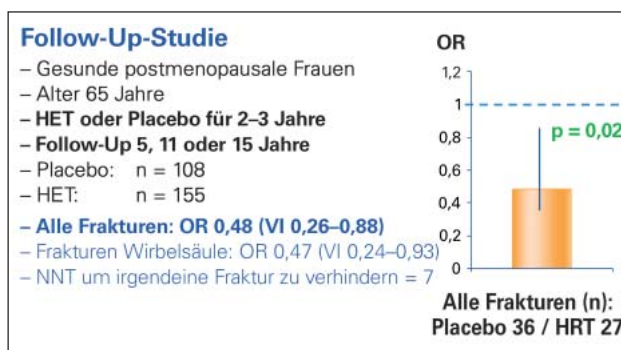 Follow-Up-Studie
– Gesunde postmenopausale Frauen
– Alter 65 Jahre
– HET oder Placebo für 2–3 Jahre
– Follow-Up 5, 11 oder 15 Jahre
– Placebo: n = 108
– HET: n = 155
– Alle Frakturen: OR 0,48 (VI 0,26–0,88)
– Frakturen Wirbelsäule: OR 0,47 (VI 0,24–0,93)
– NNT um irgendeine Fraktur zu verhindern = 7
OR
1,2
1
0,8
0,6
0,4
0,2
0
p = 0,02
Alle Frakturen (n):
Placebo 36 / HRT 27